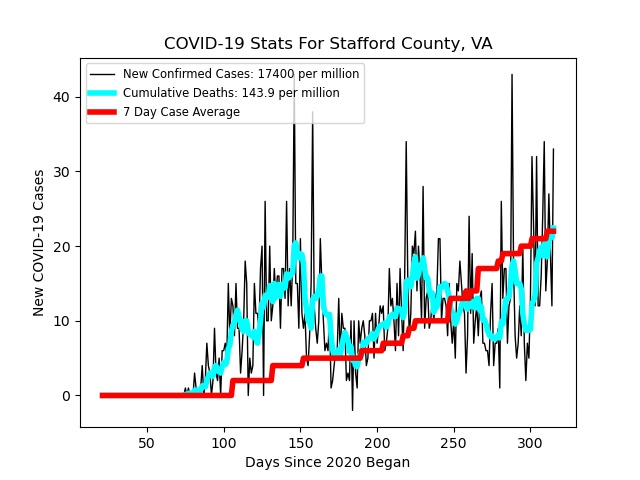 COVID-19 Stats For Stafford County, VA
New Confirmed Cases: 17400 per million
Cumulative Deaths: 143.9 per million
7 Day Case Average
New COVID-19 Cases
40
30
20
10
0
50 100 150 200 250 300
Days Since 2020 Began